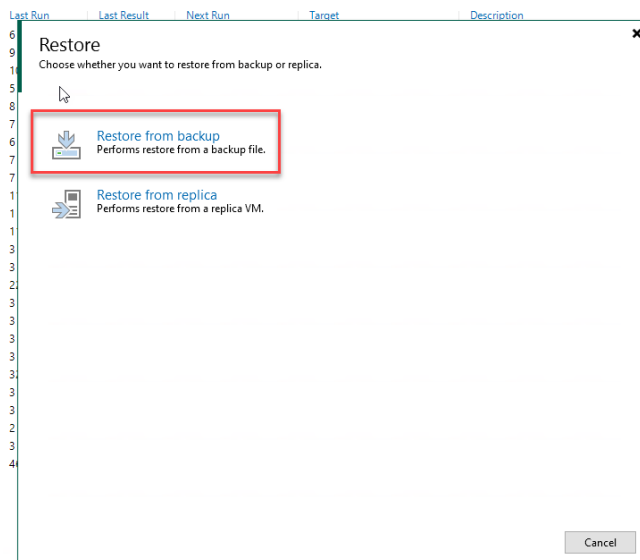 Last Run Last Result Next Run Target Description
Restore
Choose whether you want to restore from backup or replica.
Restore from backup
Performs restore from a backup file.
Restore from replica
Performs restore from a replica VM.
Cancel